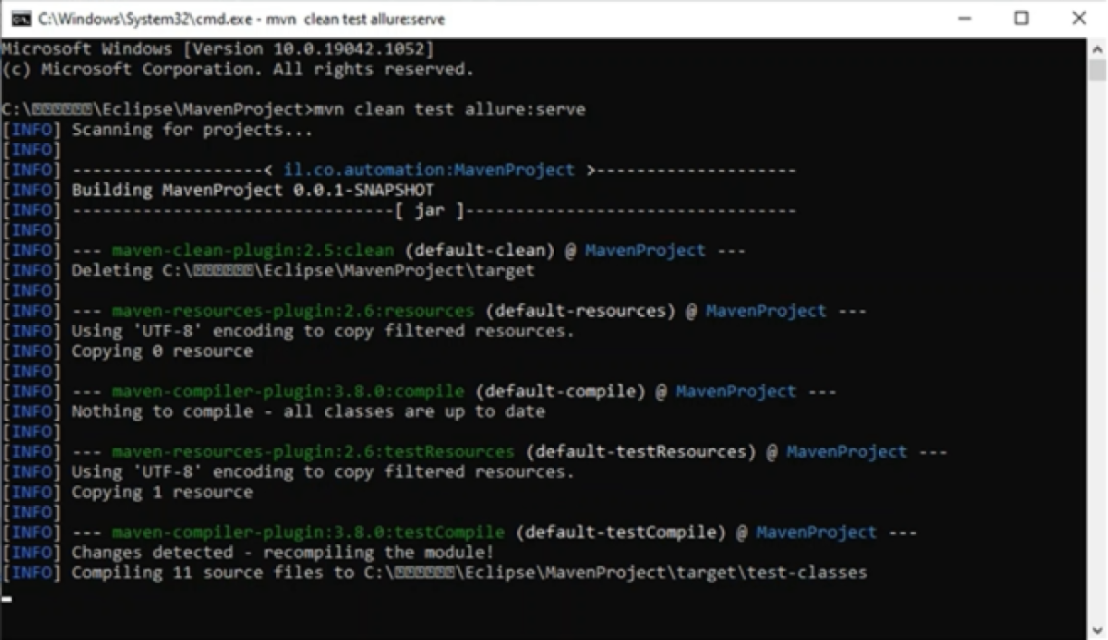 C:\Windows\System32\cmd.exe - mvn  clean test allure:serve
Microsoft Windows [Version 10.0.19042.1052]
(c) Microsoft Corporation. All rights reserved.
C:\⍰⍰⍰⍰⍰⍰\Eclipse\MavenProject>mvn clean test allure:serve
[INFO] Scanning for projects...
[INFO]
[INFO] -------------------< il.co.automation:MavenProject >--------------------
[INFO] Building MavenProject 0.0.1-SNAPSHOT
[INFO] --------------------------------[ jar ]---------------------------------
[INFO]
[INFO] --- maven-clean-plugin:2.5:clean (default-clean) @ MavenProject ---
[INFO] Deleting C:\⍰⍰⍰⍰⍰⍰\Eclipse\MavenProject\target
[INFO]
[INFO] --- maven-resources-plugin:2.6:resources (default-resources) @ MavenProject ---
[INFO] Using 'UTF-8' encoding to copy filtered resources.
[INFO] Copying 0 resource
[INFO]
[INFO] --- maven-compiler-plugin:3.8.0:compile (default-compile) @ MavenProject ---
[INFO] Nothing to compile - all classes are up to date
[INFO]
[INFO] --- maven-resources-plugin:2.6:testResources (default-testResources) @ MavenProject ---
[INFO] Using 'UTF-8' encoding to copy filtered resources.
[INFO] Copying 1 resource
[INFO]
[INFO] --- maven-compiler-plugin:3.8.0:testCompile (default-testCompile) @ MavenProject ---
[INFO] Changes detected - recompiling the module!
[INFO] Compiling 11 source files to C:\⍰⍰⍰⍰⍰⍰\Eclipse\MavenProject\target\test-classes